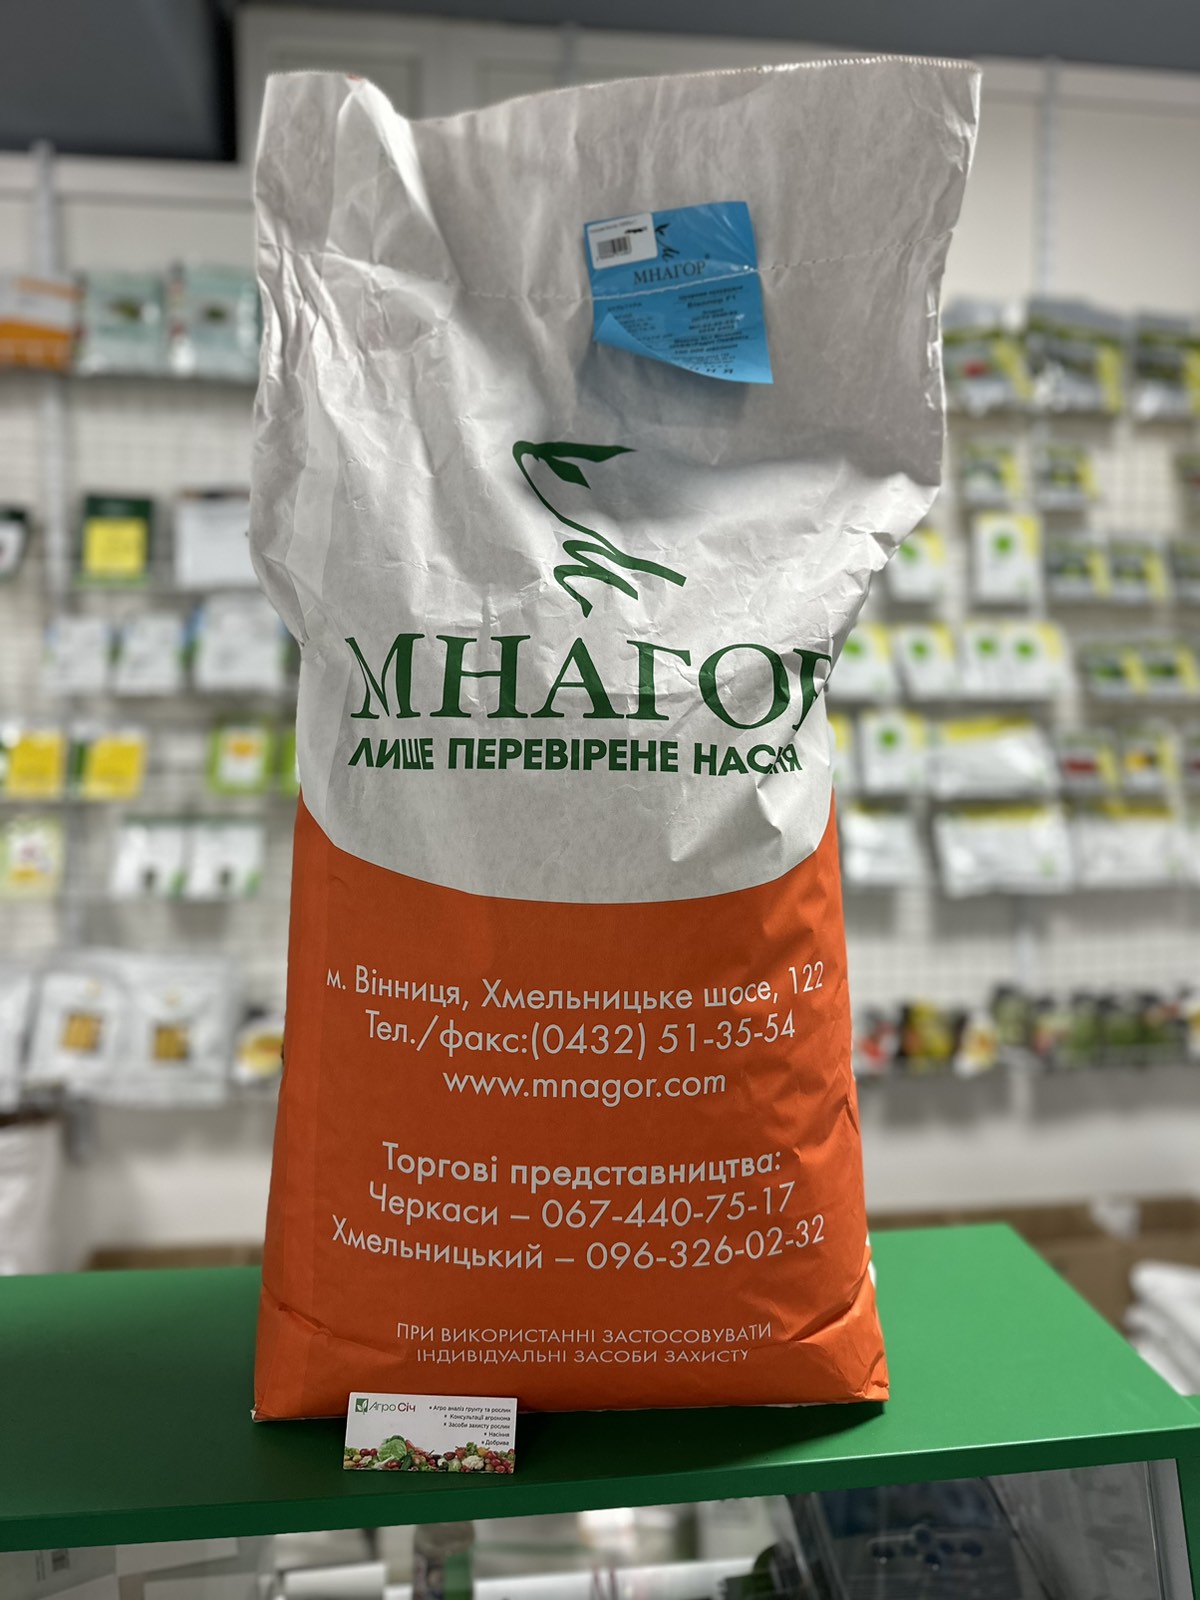 МНАГОР
МНАГОР
ЛИШЕ ПЕРЕВІРЕНЕ НАСІННЯ
м. Вінниця, Хмельницьке шосе, 122
Тел./факс:(0432) 51-35-54
www.mnagor.com
Торгові представництва:
Черкаси – 067-440-75-17
Хмельницький – 096-326-02-32
ПРИ ВИКОРИСТАННІ ЗАСТОСОВУВАТИ
ІНДИВІДУАЛЬНІ ЗАСОБИ ЗАХИСТУ
Агро Січ
• Агро аналіз грунту та рослин
• Консультації агронома
• Засоби захисту рослин
• Насіння
• Добрива